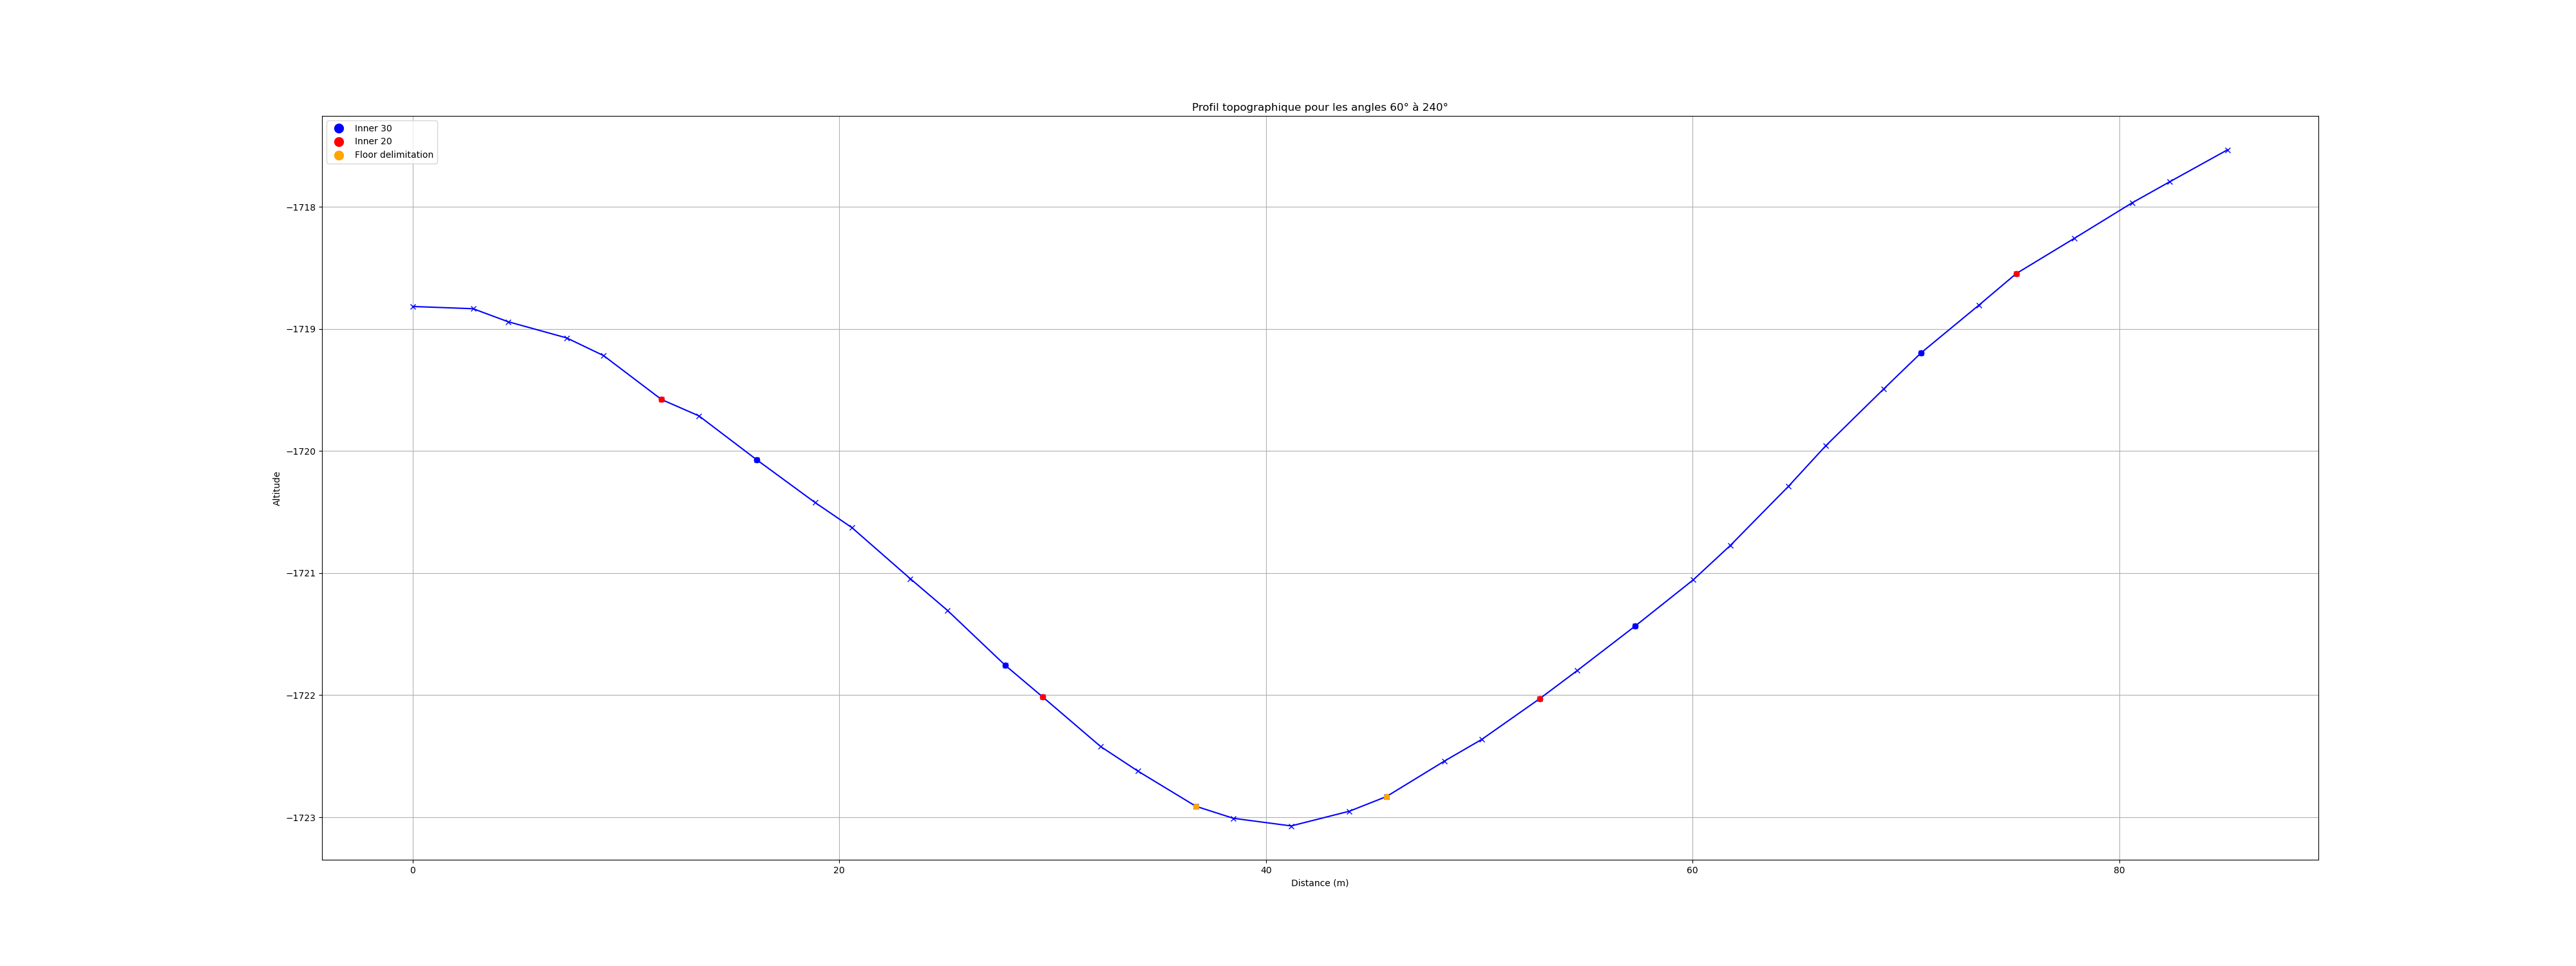 Profil topographique pour les angles 60° à 240°
Inner 30
Inner 20
Floor delimitation
−1718
−1719
−1720
−1721
−1722
−1723
Altitude
0 20 40 60 80
Distance (m)